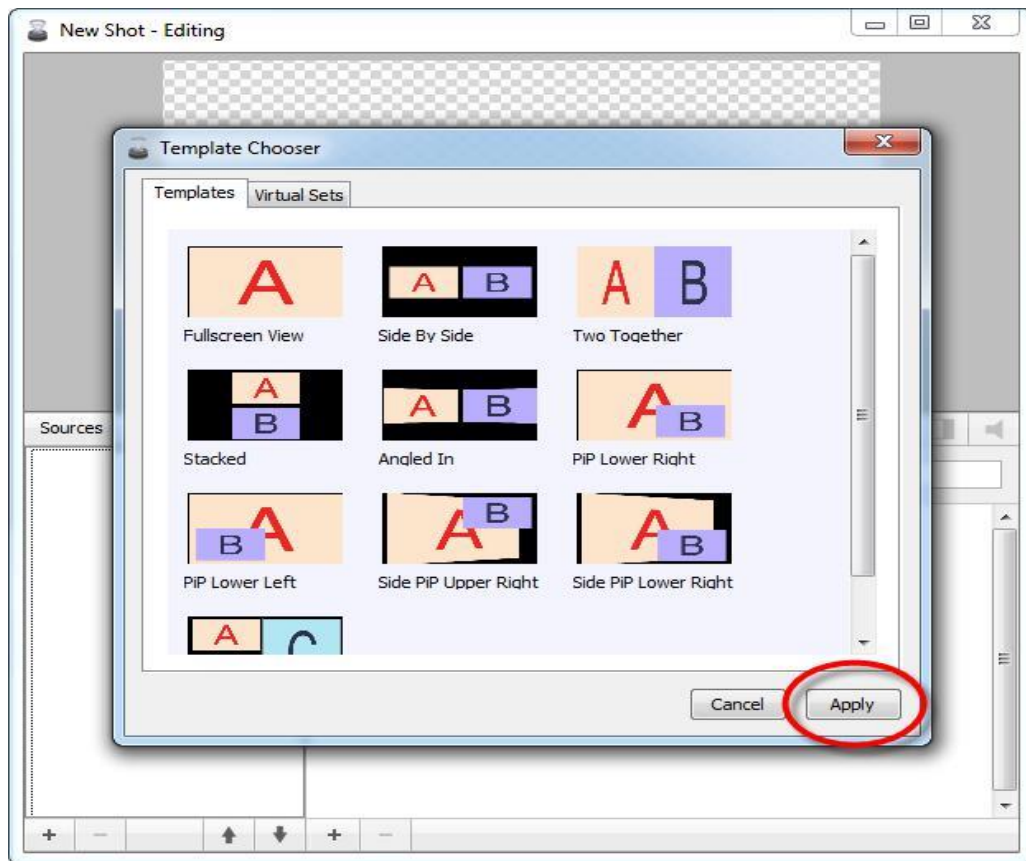 New Shot - Editing
Template Chooser
Templates Virtual Sets
A A B A B
Fullscreen View Side By Side Two Together
A B A B A B
Stacked Angled In PiP Lower Right
B A A B A B
PiP Lower Left Side PiP Upper Right Side PiP Lower Right
A C
Sources
Cancel Apply